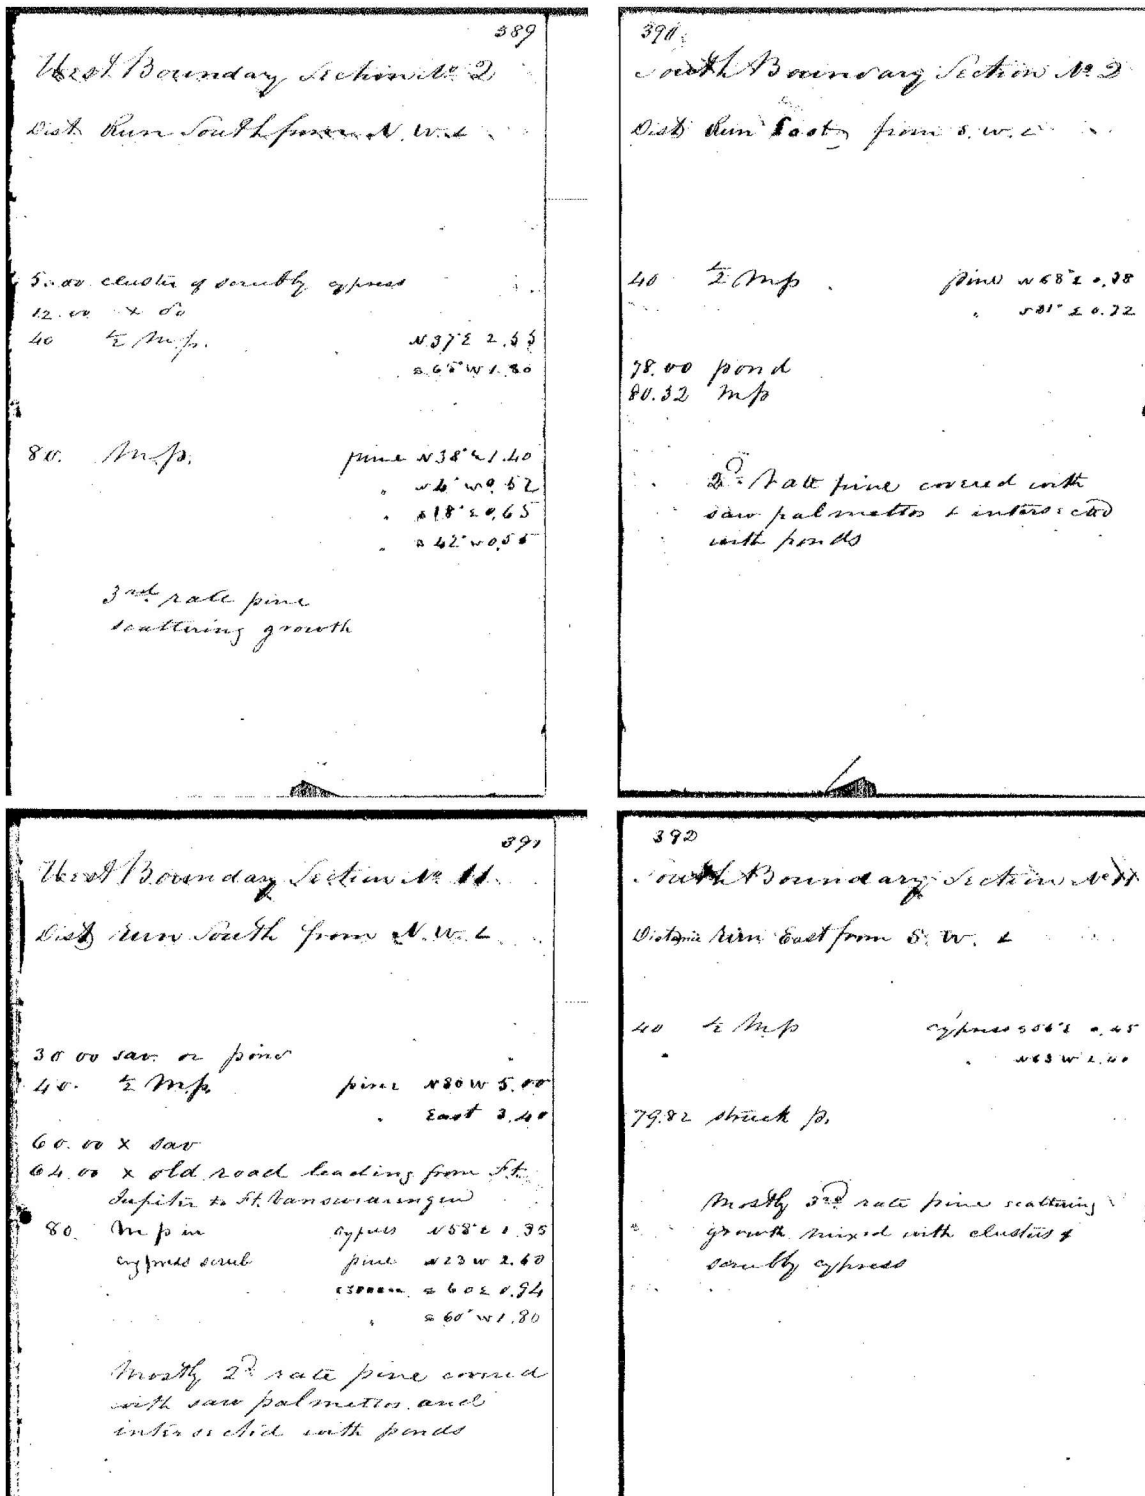 389
West Boundary Section No 2
Dist Run South from N. W. c
5.00 cluster of scrubby cypress
12.00 x do
40 ½ M.p. N 37° E 2.55
S. 65° W 1.80
80. M.p. pine N 38° E 1.40
" N 4° W 0.52
" S 18° E 0.65
" S 42° W 0.55
3rd rate pine
scattering growth
390
South Boundary Section No 2
Dist Run East from S. W. c
40 ½ M p pine N 68° E 0.38
" S 81° E 0.72
78.00 pond
80.32 M p
2d rate pine covered with
saw palmettos & intersected
with ponds
391
West Boundary Section No 11
Dist run South from N. W. c
30 00 sav. or pond
40. ½ M.p. pine N 80 W 5.00
" East 3.40
60.00 x sav
64.00 x old road leading from Ft.
Jupiter to Ft. Vanswaringen
80. M p in cypress N 58° E 1.35
cypress scrub pine N 23 W 2.60
S 60 E 0.94
" S 60° W 1.80
Mostly 2d rate pine covered
with saw palmettos and
intersected with ponds
392
South Boundary Section No 11
Distance Run East from S. W. c
40 ½ M p cypress S 56° E 0.45
" N 63 W 2.40
79.82 struck p.
Mostly 3rd rate pine scattering
growth mixed with clusters of
scrubby cypress